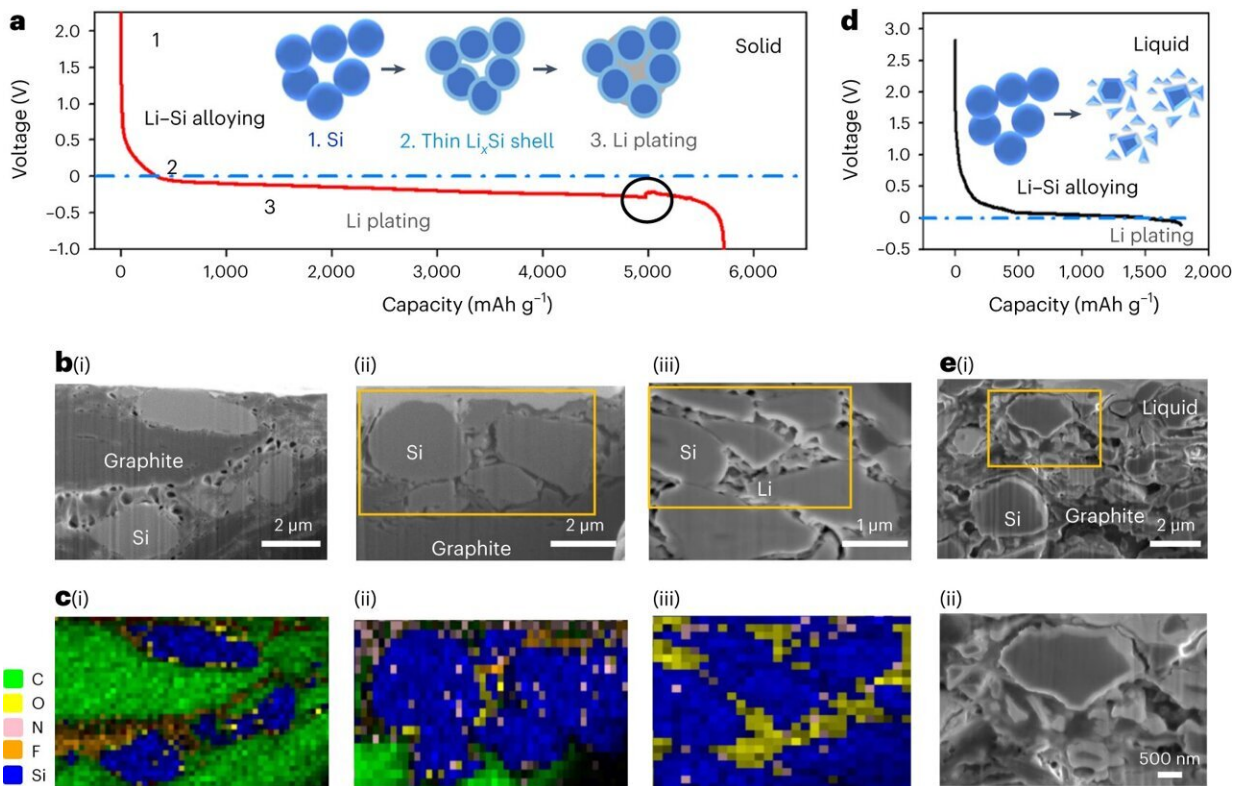 a
Voltage (V)
2.0
1.5
1.0
0.5
0
−0.5
−1.0
1
Li–Si alloying
2
3
Li plating
Solid
1. Si
2. Thin LiₓSi shell
3. Li plating
0
1,000
2,000
3,000
4,000
5,000
6,000
Capacity (mAh g⁻¹)
d
Voltage (V)
3.0
2.5
2.0
1.5
1.0
0.5
0
−0.5
Liquid
Li–Si alloying
Li plating
0
500
1,000
1,500
2,000
Capacity (mAh g⁻¹)
b(i)
Graphite
Si
2 µm
(ii)
Si
2 µm
Graphite
(iii)
Si
Li
1 µm
e(i)
Liquid
Si
Graphite
2 µm
c(i)
C
O
N
F
Si
(ii)
(iii)
(ii)
500 nm